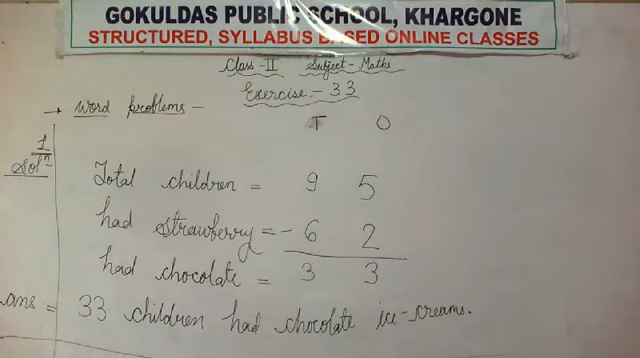 GOKULDAS PUBLIC SCHOOL, KHARGONE
STRUCTURED, SYLLABUS BASED ONLINE CLASSES
Class-II Subject-Maths
Exercise - 33
→ Word problems -
T O
1
Solⁿ
Total children = 9 5
had strawberry = - 6 2
had chocolate = 3 3
ans = 33 children had chocolate ice-creams.